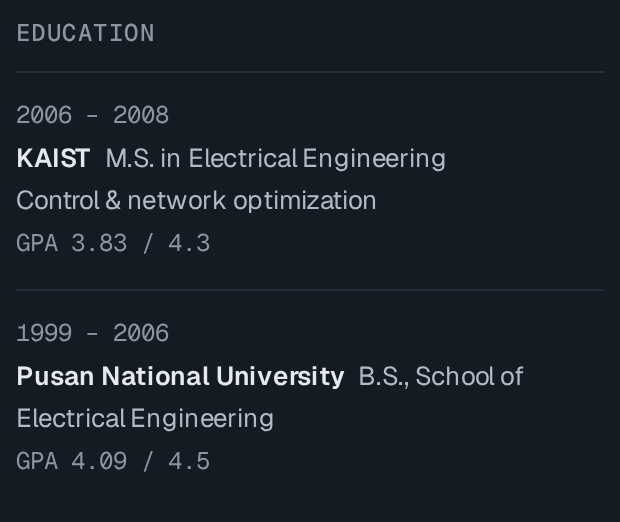 EDUCATION
2006 – 2008
KAIST M.S. in Electrical Engineering
Control & network optimization
GPA 3.83 / 4.3
1999 – 2006
Pusan National University B.S., School of
Electrical Engineering
GPA 4.09 / 4.5